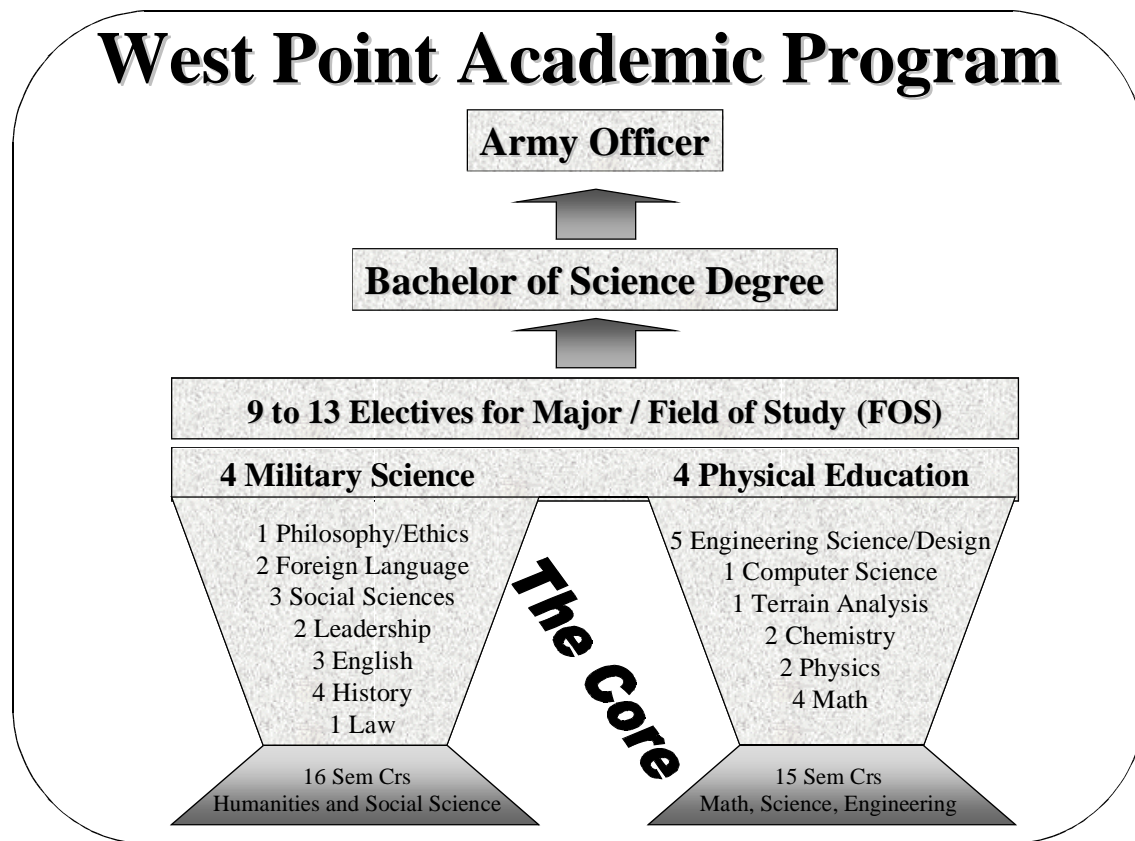 West Point Academic Program
Army Officer
Bachelor of Science Degree
9 to 13 Electives for Major / Field of Study (FOS)
4 Military Science
4 Physical Education
1 Philosophy/Ethics
2 Foreign Language
3 Social Sciences
2 Leadership
3 English
4 History
1 Law
16 Sem Crs
Humanities and Social Science
The Core
5 Engineering Science/Design
1 Computer Science
1 Terrain Analysis
2 Chemistry
2 Physics
4 Math
15 Sem Crs
Math, Science, Engineering